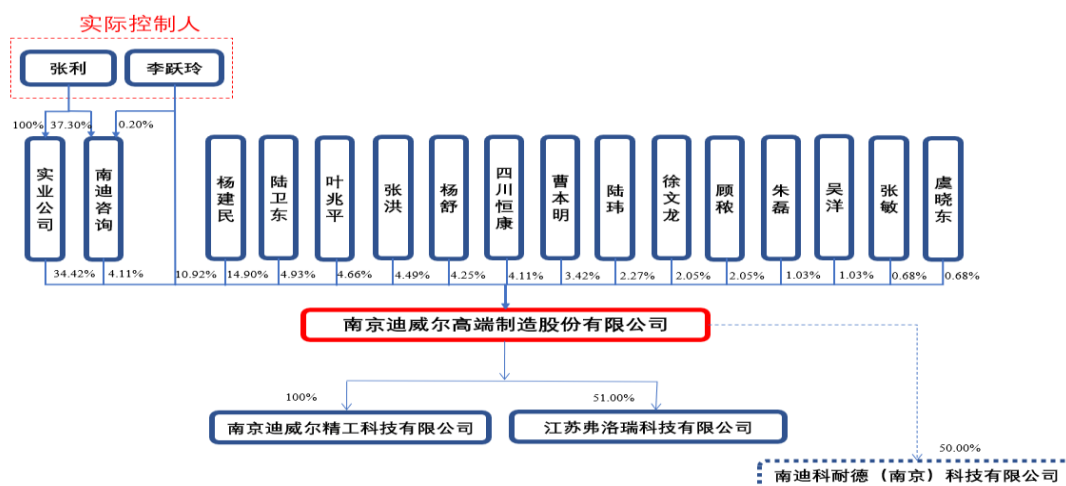 实际控制人
张利
李跃玲
100%
37.30%
0.20%
实业公司
南迪咨询
杨建民
陆卫东
叶兆平
张洪
杨舒
四川恒康
曹本明
陆玮
徐文龙
顾秾
朱磊
吴洋
张敏
虞晓东
34.42%
4.11%
10.92%
14.90%
4.93%
4.66%
4.49%
4.25%
4.11%
3.42%
2.27%
2.05%
2.05%
1.03%
1.03%
0.68%
0.68%
南京迪威尔高端制造股份有限公司
100%
51.00%
南京迪威尔精工科技有限公司
江苏弗洛瑞科技有限公司
50.00%
南迪科耐德（南京）科技有限公司